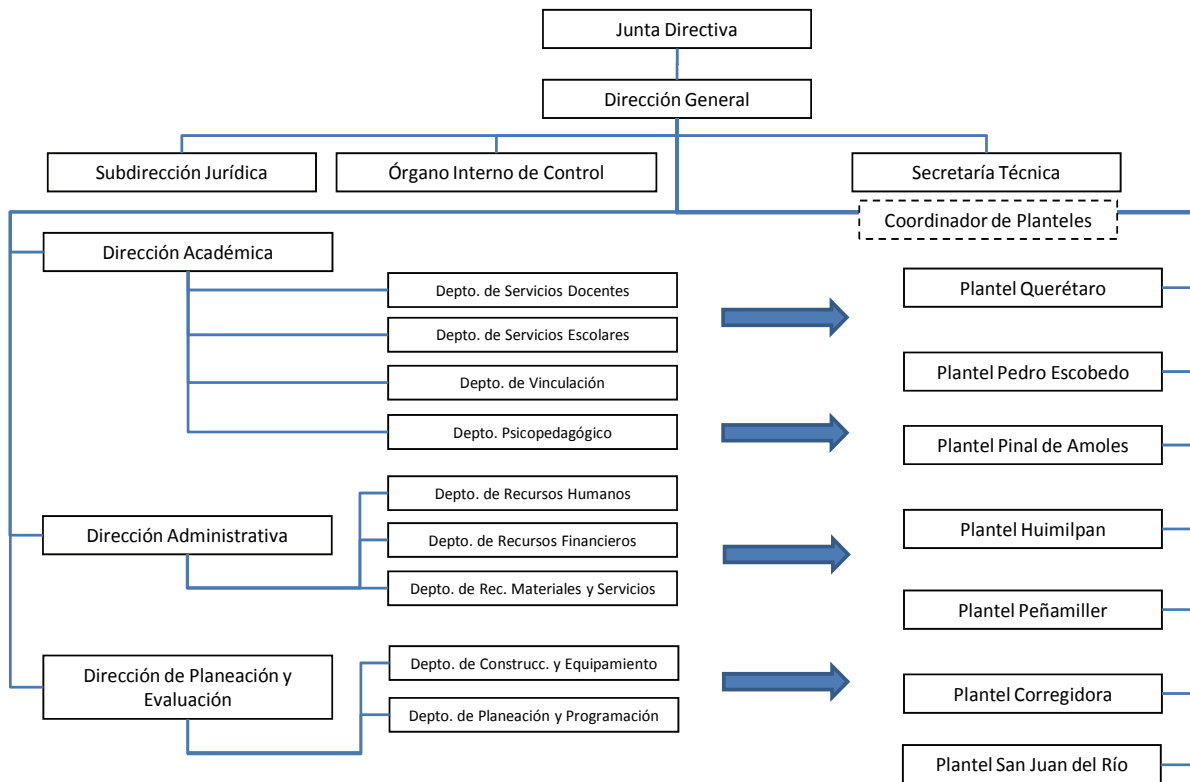 Junta Directiva
Dirección General
Subdirección Jurídica
Órgano Interno de Control
Secretaría Técnica
Coordinador de Planteles
Dirección Académica
Depto. de Servicios Docentes
Depto. de Servicios Escolares
Depto. de Vinculación
Depto. Psicopedagógico
Dirección Administrativa
Depto. de Recursos Humanos
Depto. de Recursos Financieros
Depto. de Rec. Materiales y Servicios
Dirección de Planeación y
Evaluación
Depto. de Construcc. y Equipamiento
Depto. de Planeación y Programación
Plantel Querétaro
Plantel Pedro Escobedo
Plantel Pinal de Amoles
Plantel Huimilpan
Plantel Peñamiller
Plantel Corregidora
Plantel San Juan del Río